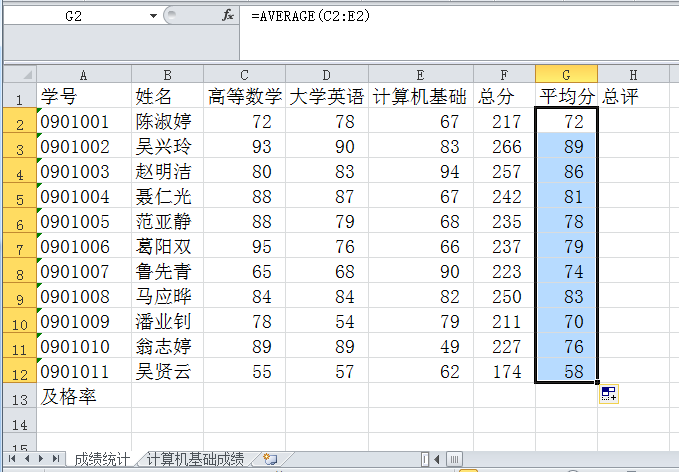 G2 fx =AVERAGE(C2:E2)
A B C D E F G H
1 学号 姓名 高等数学 大学英语 计算机基础 总分 平均分 总评
2 0901001 陈淑婷 72 78 67 217 72
3 0901002 吴兴玲 93 90 83 266 89
4 0901003 赵明洁 80 83 94 257 86
5 0901004 聂仁光 88 87 67 242 81
6 0901005 范亚静 88 79 68 235 78
7 0901006 葛阳双 95 76 66 237 79
8 0901007 鲁先青 65 68 90 223 74
9 0901008 马应晔 84 84 82 250 83
10 0901009 潘业钊 78 54 79 211 70
11 0901010 翁志婷 89 89 49 227 76
12 0901011 吴贤云 55 57 62 174 58
13 及格率
14
15
成绩统计 计算机基础成绩